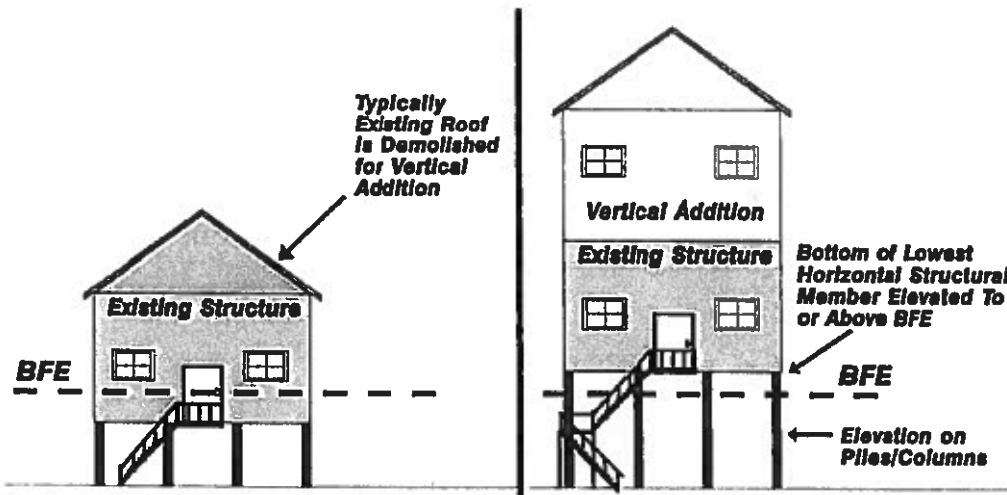 Typically
Existing Roof
is Demolished
for Vertical
Addition
Existing Structure
BFE
Vertical Addition
Existing Structure
Bottom of Lowest
Horizontal Structural
Member Elevated To
or Above BFE
BFE
Elevation on
Piles/Columns